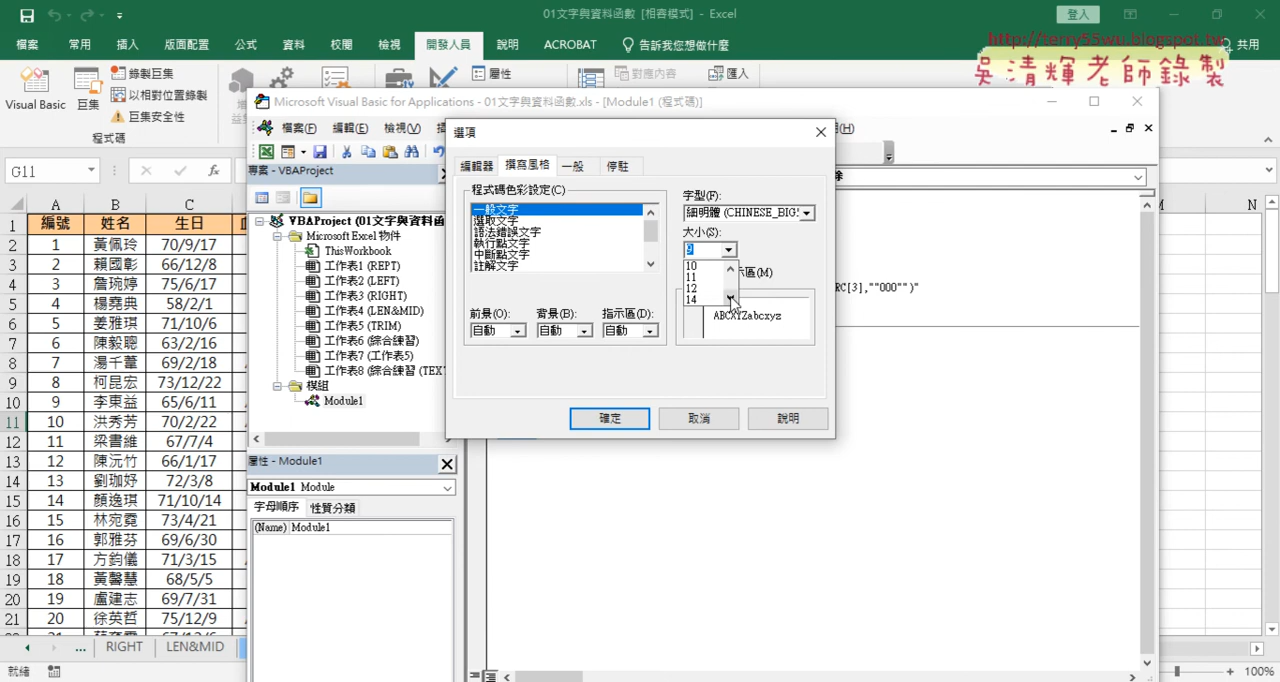 01文字與資料函數 [相容模式] - Excel
登入
檔案 常用 插入 版面配置 公式 資料 校閱 檢視 開發人員 說明 ACROBAT 告訴我您想做什麼
共用
http://terry55wu.blogspot.tw
吳清輝老師錄製
Visual Basic 巨集
錄製巨集
以相對位置錄製
巨集安全性
程式碼
屬性
對應內容
匯入
G11
Microsoft Visual Basic for Applications - 01文字與資料函數.xls - [Module1 (程式碼)]
檔案(F) 編輯(E) 檢視(V)
(H)
專案 - VBAProject
VBAProject (01文字與資料函
Microsoft Excel 物件
ThisWorkbook
工作表1 (REPT)
工作表2 (LEFT)
工作表3 (RIGHT)
工作表4 (LEN&MID)
工作表5 (TRIM)
工作表6 (綜合練習)
工作表7 (工作表5)
工作表8 (綜合練習 (TEX
模組
Module1
屬性 - Module1
Module1 Module
字母順序 性質分類
(Name) Module1
選項
編輯器 撰寫風格 一般 停駐
程式碼色彩設定(C)
一般文字
選取文字
語法錯誤文字
執行點文字
中斷點文字
註解文字
前景(O): 背景(B): 指示區(D):
自動 自動 自動
字型(F):
細明體 (CHINESE_BIG5
大小(S):
9
10
11
12
14
示區(M)
ABCXYZabcxyz
確定 取消 說明
RC[3],""000"")"
A B C M N
1 編號 姓名 生日
2 1 黃佩玲 70/9/17
3 2 賴國彰 66/12/8
4 3 詹琬婷 75/6/17
5 4 楊堯典 58/2/1
6 5 姜雅琪 71/10/6
7 6 陳毅聰 63/2/16
8 7 湯千葦 69/2/18
9 8 柯昆宏 73/12/22
10 9 李東益 65/6/11
11 10 洪秀芳 70/2/22
12 11 梁書維 67/7/4
13 12 陳沅竹 66/1/17
14 13 劉珈妤 72/3/8
15 14 顏逸琪 71/10/14
16 15 林宛霓 73/4/21
17 16 郭雅芬 69/6/30
18 17 方鈞儀 71/3/15
19 18 黃馨慧 68/5/5
20 19 盧建志 69/7/31
21 20 徐英哲 75/12/9
... RIGHT LEN&MID
就緒
100%